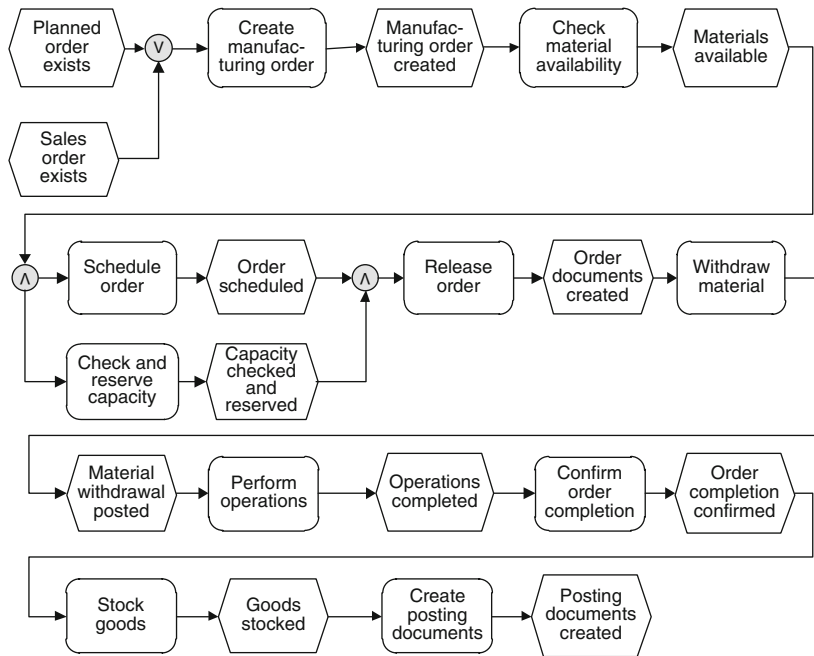 Planned
order
exists
V
Create
manufac-
turing order
Manufac-
turing order
created
Check
material
availability
Materials
available
Sales
order
exists
Λ
Schedule
order
Order
scheduled
Λ
Release
order
Order
documents
created
Withdraw
material
Check and
reserve
capacity
Capacity
checked
and
reserved
Material
withdrawal
posted
Perform
operations
Operations
completed
Confirm
order
completion
Order
completion
confirmed
Stock
goods
Goods
stocked
Create
posting
documents
Posting
documents
created